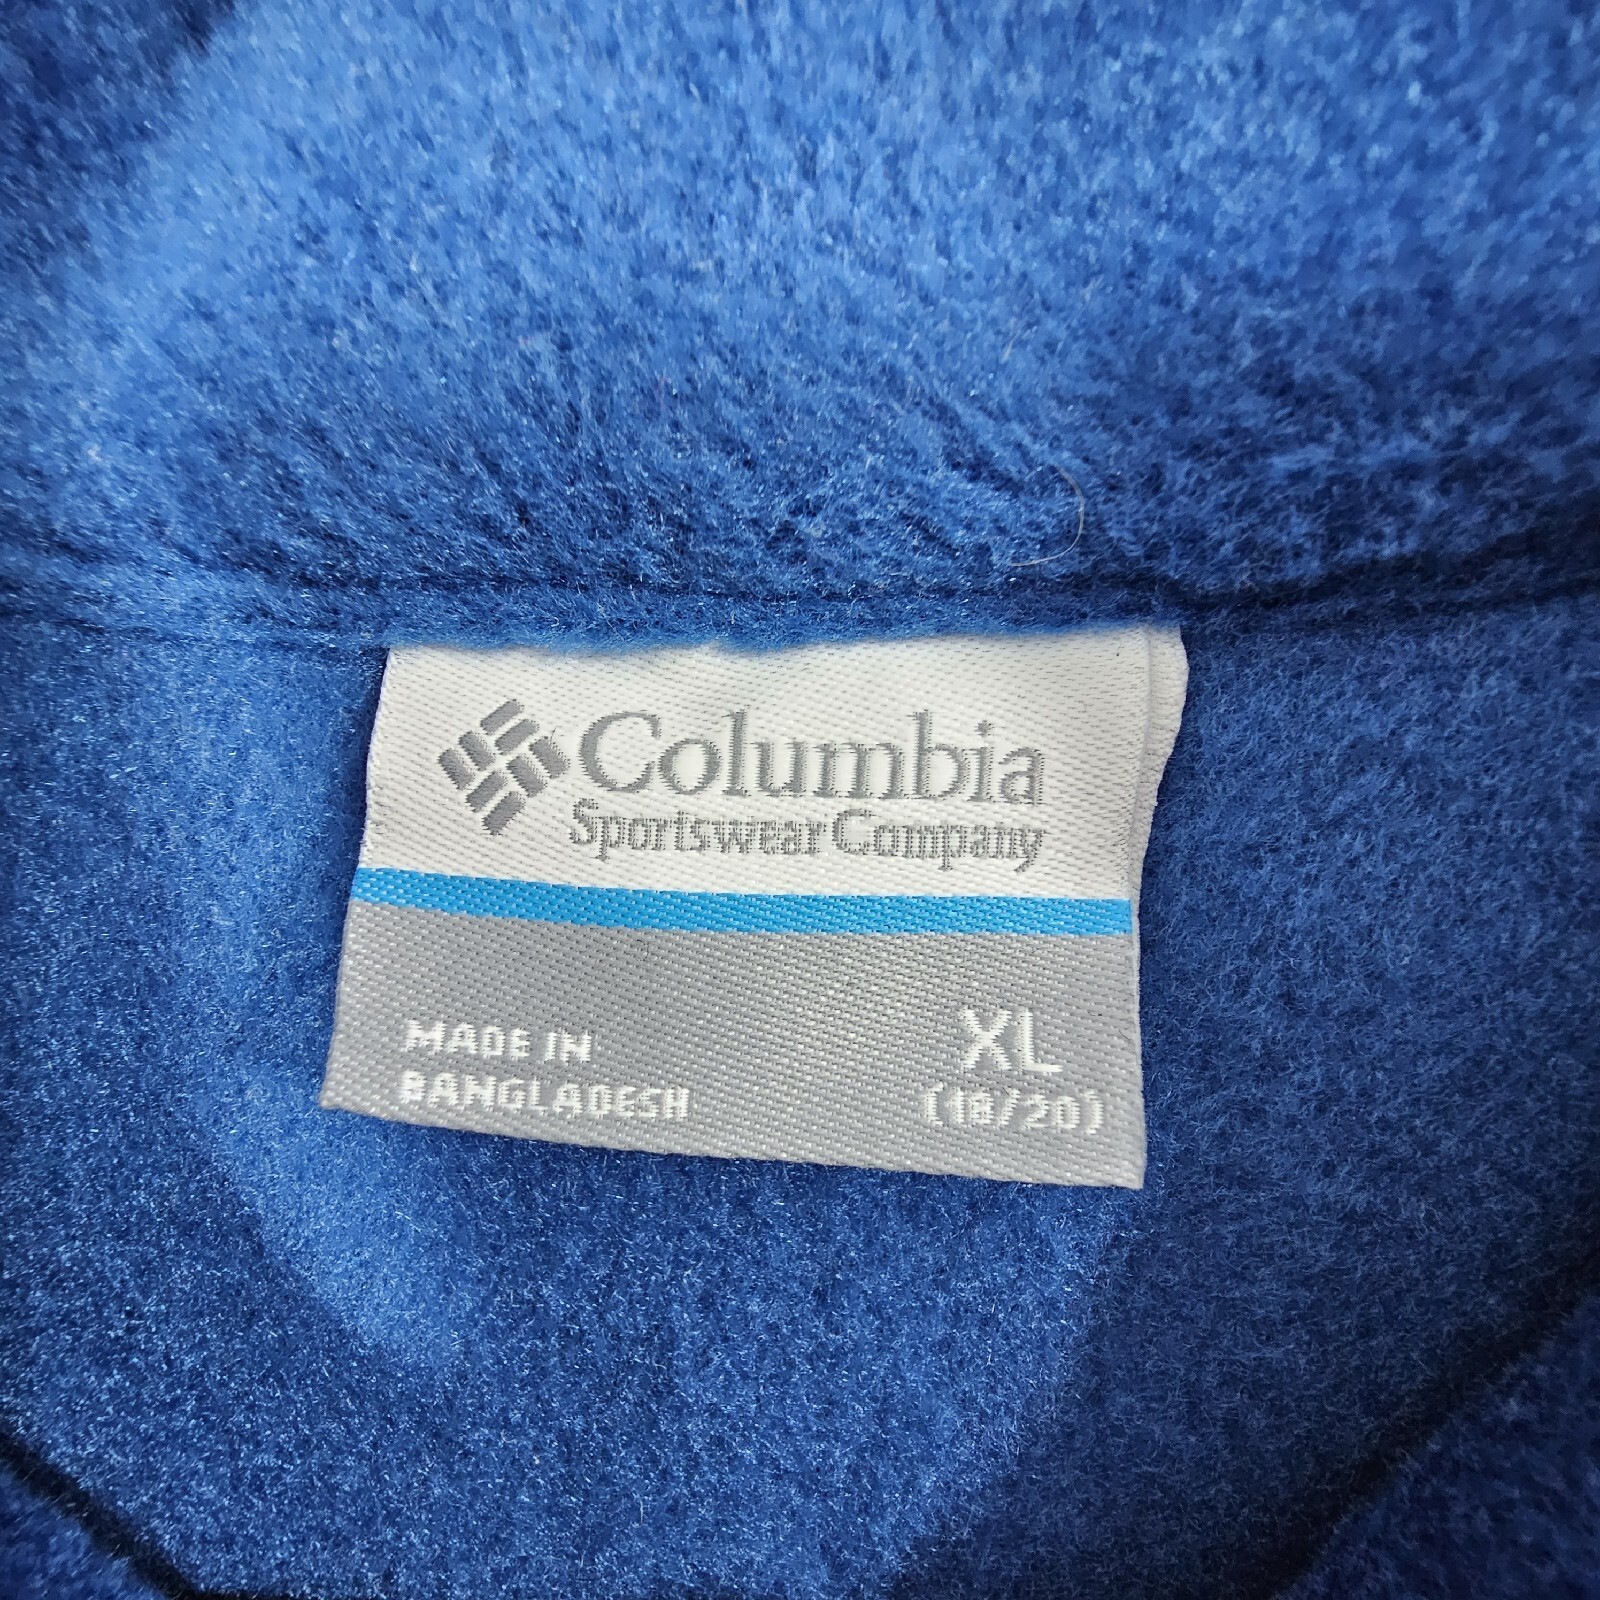 Columbia
Sportswear Company
MADE IN
BANGLADESH
XL
(18/20)